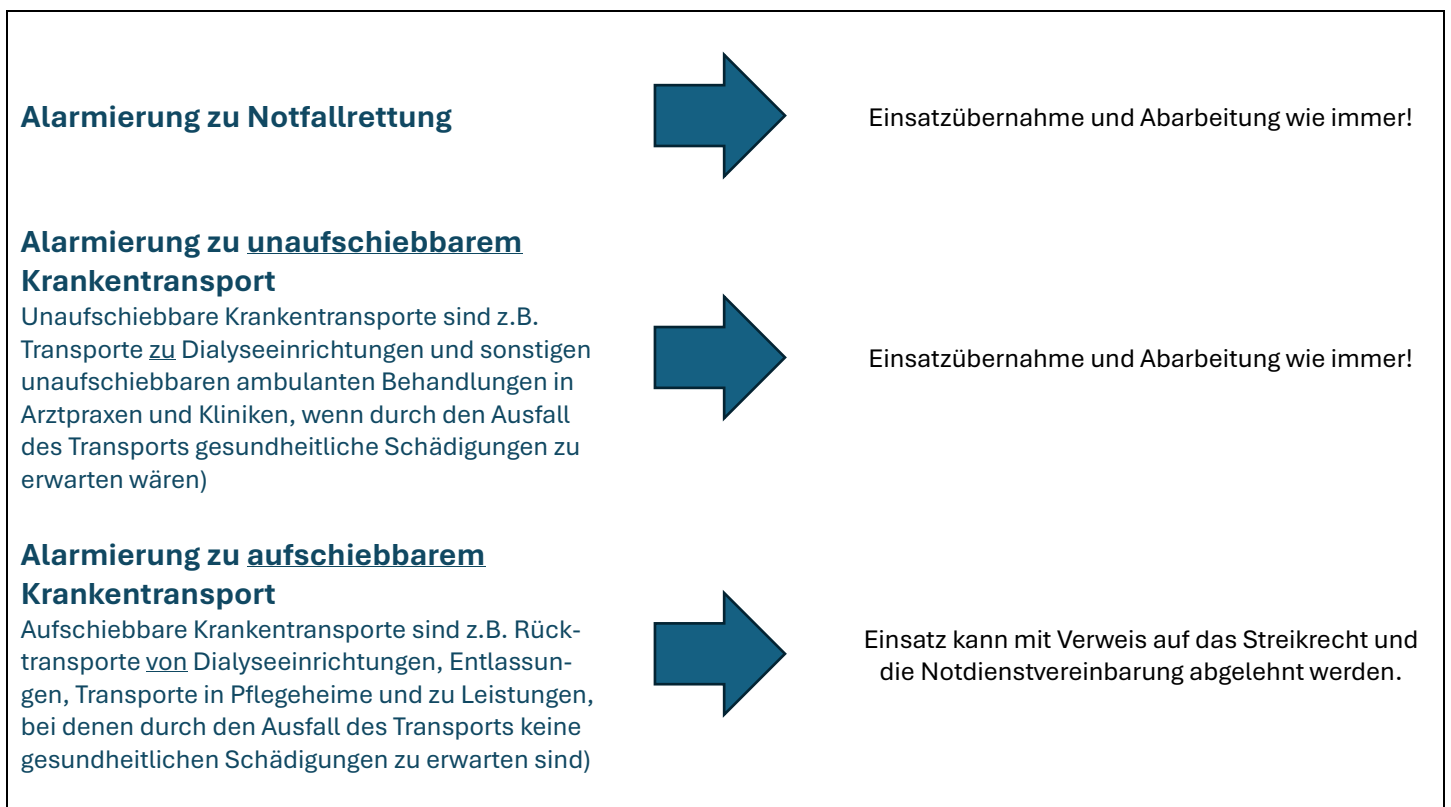 Alarmierung zu Notfallrettung
Einsatzübernahme und Abarbeitung wie immer!
Alarmierung zu unaufschiebbarem
Krankentransport
Unaufschiebbare Krankentransporte sind z.B.
Transporte zu Dialyseeinrichtungen und sonstigen
unaufschiebbaren ambulanten Behandlungen in
Arztpraxen und Kliniken, wenn durch den Ausfall
des Transports gesundheitliche Schädigungen zu
erwarten wären)
Einsatzübernahme und Abarbeitung wie immer!
Alarmierung zu aufschiebbarem
Krankentransport
Aufschiebbare Krankentransporte sind z.B. Rück-
transporte von Dialyseeinrichtungen, Entlassun-
gen, Transporte in Pflegeheime und zu Leistungen,
bei denen durch den Ausfall des Transports keine
gesundheitlichen Schädigungen zu erwarten sind)
Einsatz kann mit Verweis auf das Streikrecht und
die Notdienstvereinbarung abgelehnt werden.